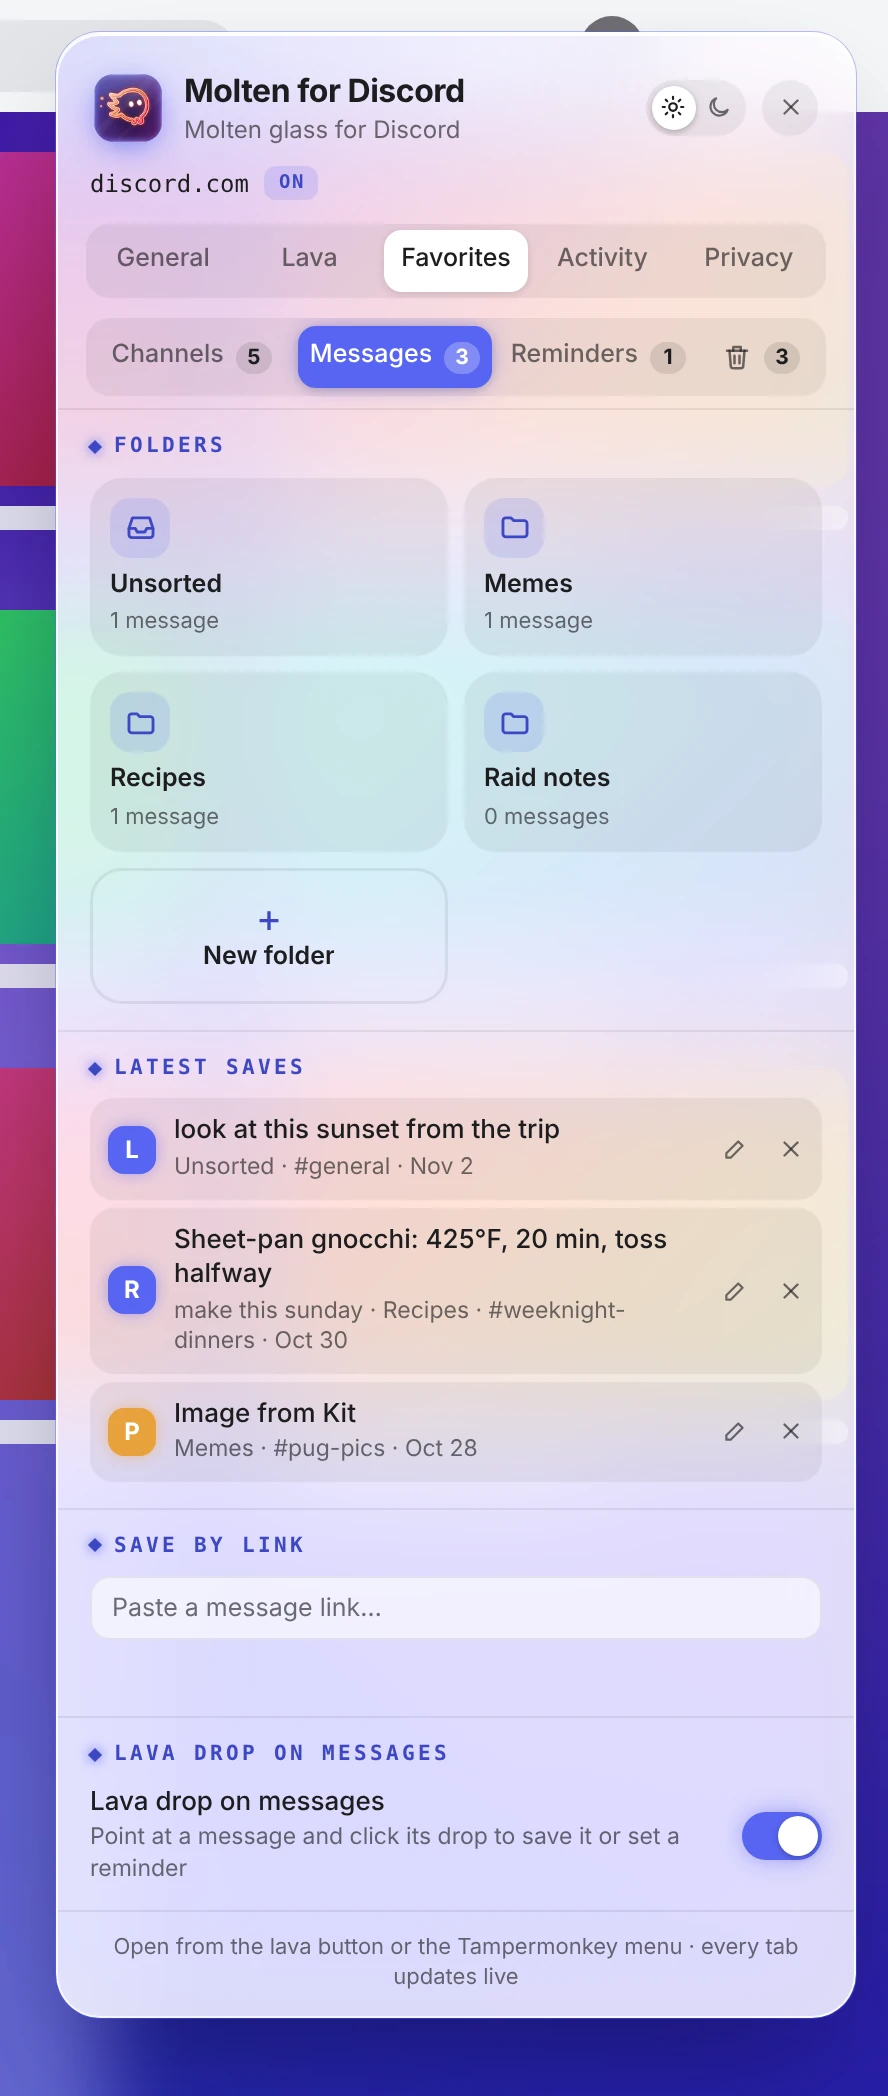 Molten for Discord
Molten glass for Discord
discord.com ON
General Lava Favorites Activity Privacy
Channels 5 Messages 3 Reminders 1 3
FOLDERS
Unsorted
1 message
Memes
1 message
Recipes
1 message
Raid notes
0 messages
+
New folder
LATEST SAVES
L
look at this sunset from the trip
Unsorted · #general · Nov 2
R
Sheet-pan gnocchi: 425°F, 20 min, toss
halfway
make this sunday · Recipes · #weeknight-
dinners · Oct 30
P
Image from Kit
Memes · #pug-pics · Oct 28
SAVE BY LINK
Paste a message link...
LAVA DROP ON MESSAGES
Lava drop on messages
Point at a message and click its drop to save it or set a
reminder
Open from the lava button or the Tampermonkey menu · every tab
updates live